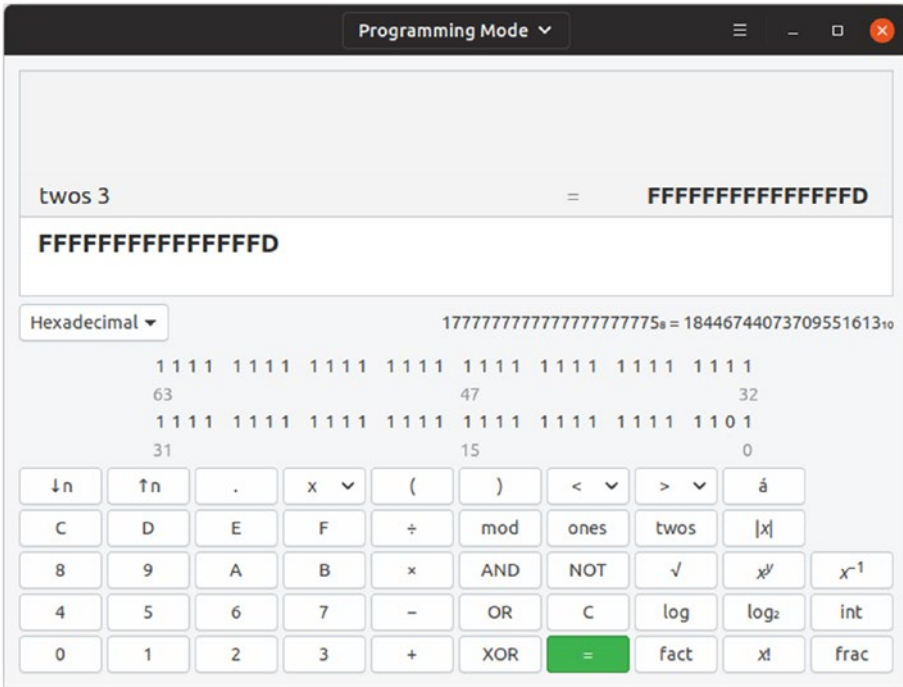 Programming Mode
twos 3 = FFFFFFFFFFFFFFFD
FFFFFFFFFFFFFFFD
Hexadecimal 1777777777777777777775₈ = 18446744073709551613₁₀
1111 1111 1111 1111 1111 1111 1111 1111
63 47 32
1111 1111 1111 1111 1111 1111 1111 1101
31 15 0
↓n ↑n . x ( ) < > á
C D E F ÷ mod ones twos |x|
8 9 A B × AND NOT √ xʸ x⁻¹
4 5 6 7 − OR C log log₂ int
0 1 2 3 + XOR = fact x! frac